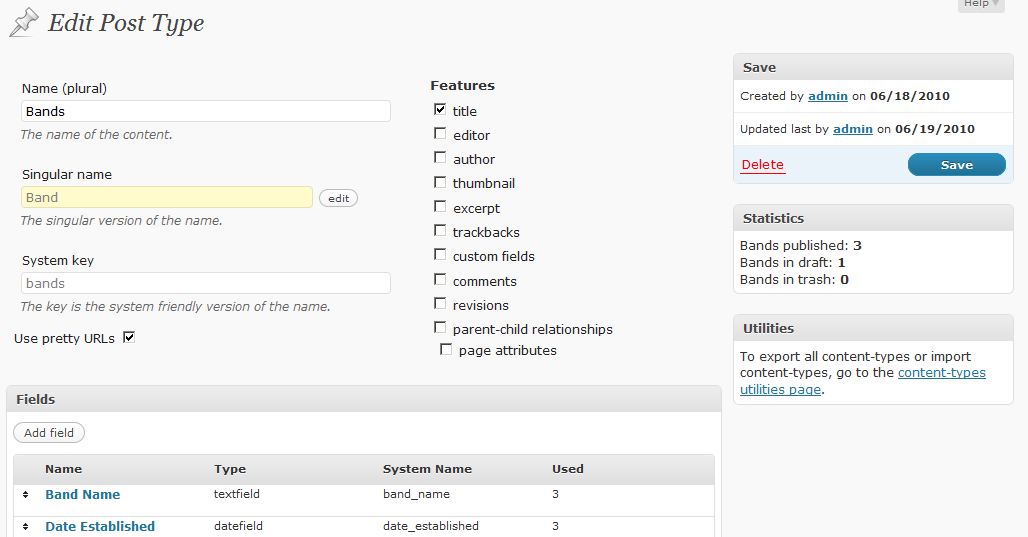 Help
Edit Post Type
Name (plural)
Bands
The name of the content.
Singular name
Band
edit
The singular version of the name.
System key
bands
The key is the system friendly version of the name.
Use pretty URLs
Features
title
editor
author
thumbnail
excerpt
trackbacks
custom fields
comments
revisions
parent-child relationships
page attributes
Save
Created by admin on 06/18/2010
Updated last by admin on 06/19/2010
Delete
Save
Statistics
Bands published: 3
Bands in draft: 1
Bands in trash: 0
Utilities
To export all content-types or import
content-types, go to the content-types
utilities page.
Fields
Add field
Name Type System Name Used
Band Name textfield band_name 3
Date Established datefield date_established 3